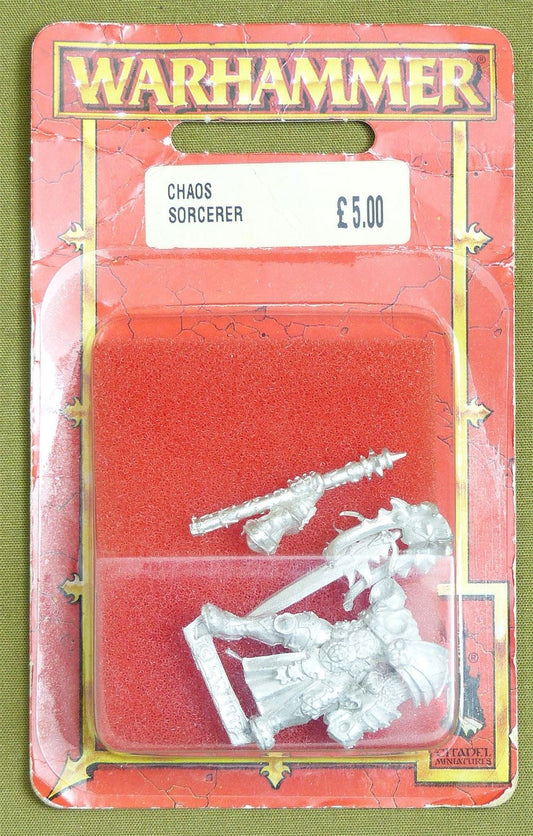 WARHAMMER®
CHAOS
SORCERER
£5.00
®
CITADEL
MINIATURES